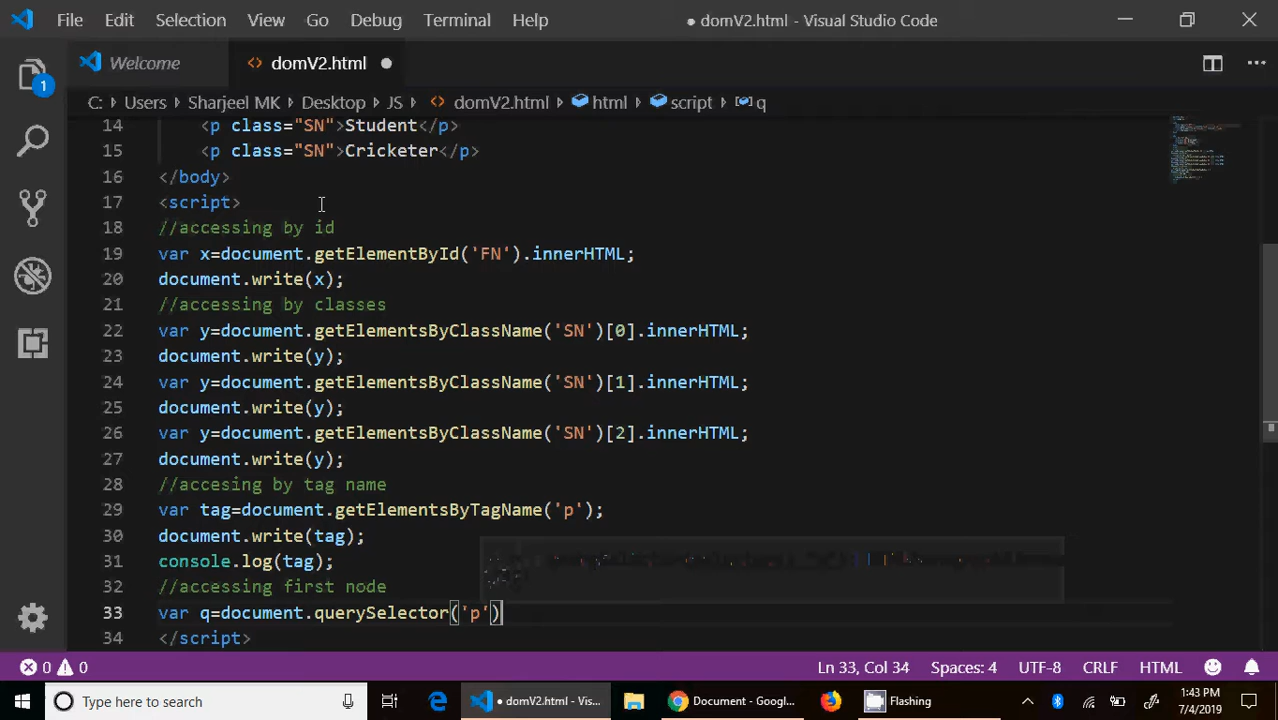 File Edit Selection View Go Debug Terminal Help ● domV2.html - Visual Studio Code
Welcome <> domV2.html ●
C: > Users > Sharjeel MK > Desktop > JS > <> domV2.html > html > script > q
14 <p class="SN">Student</p>
15 <p class="SN">Cricketer</p>
16 </body>
17 <script>
18 //accessing by id
19 var x=document.getElementById('FN').innerHTML;
20 document.write(x);
21 //accessing by classes
22 var y=document.getElementsByClassName('SN')[0].innerHTML;
23 document.write(y);
24 var y=document.getElementsByClassName('SN')[1].innerHTML;
25 document.write(y);
26 var y=document.getElementsByClassName('SN')[2].innerHTML;
27 document.write(y);
28 //accesing by tag name
29 var tag=document.getElementsByTagName('p');
30 document.write(tag);
31 console.log(tag);
32 //accessing first node
33 var q=document.querySelector('p')
34 </script>
1
0 0 Ln 33, Col 34 Spaces: 4 UTF-8 CRLF HTML
Type here to search ● domV2.html - Vis... Document - Googl... Flashing 1:43 PM
7/4/2019